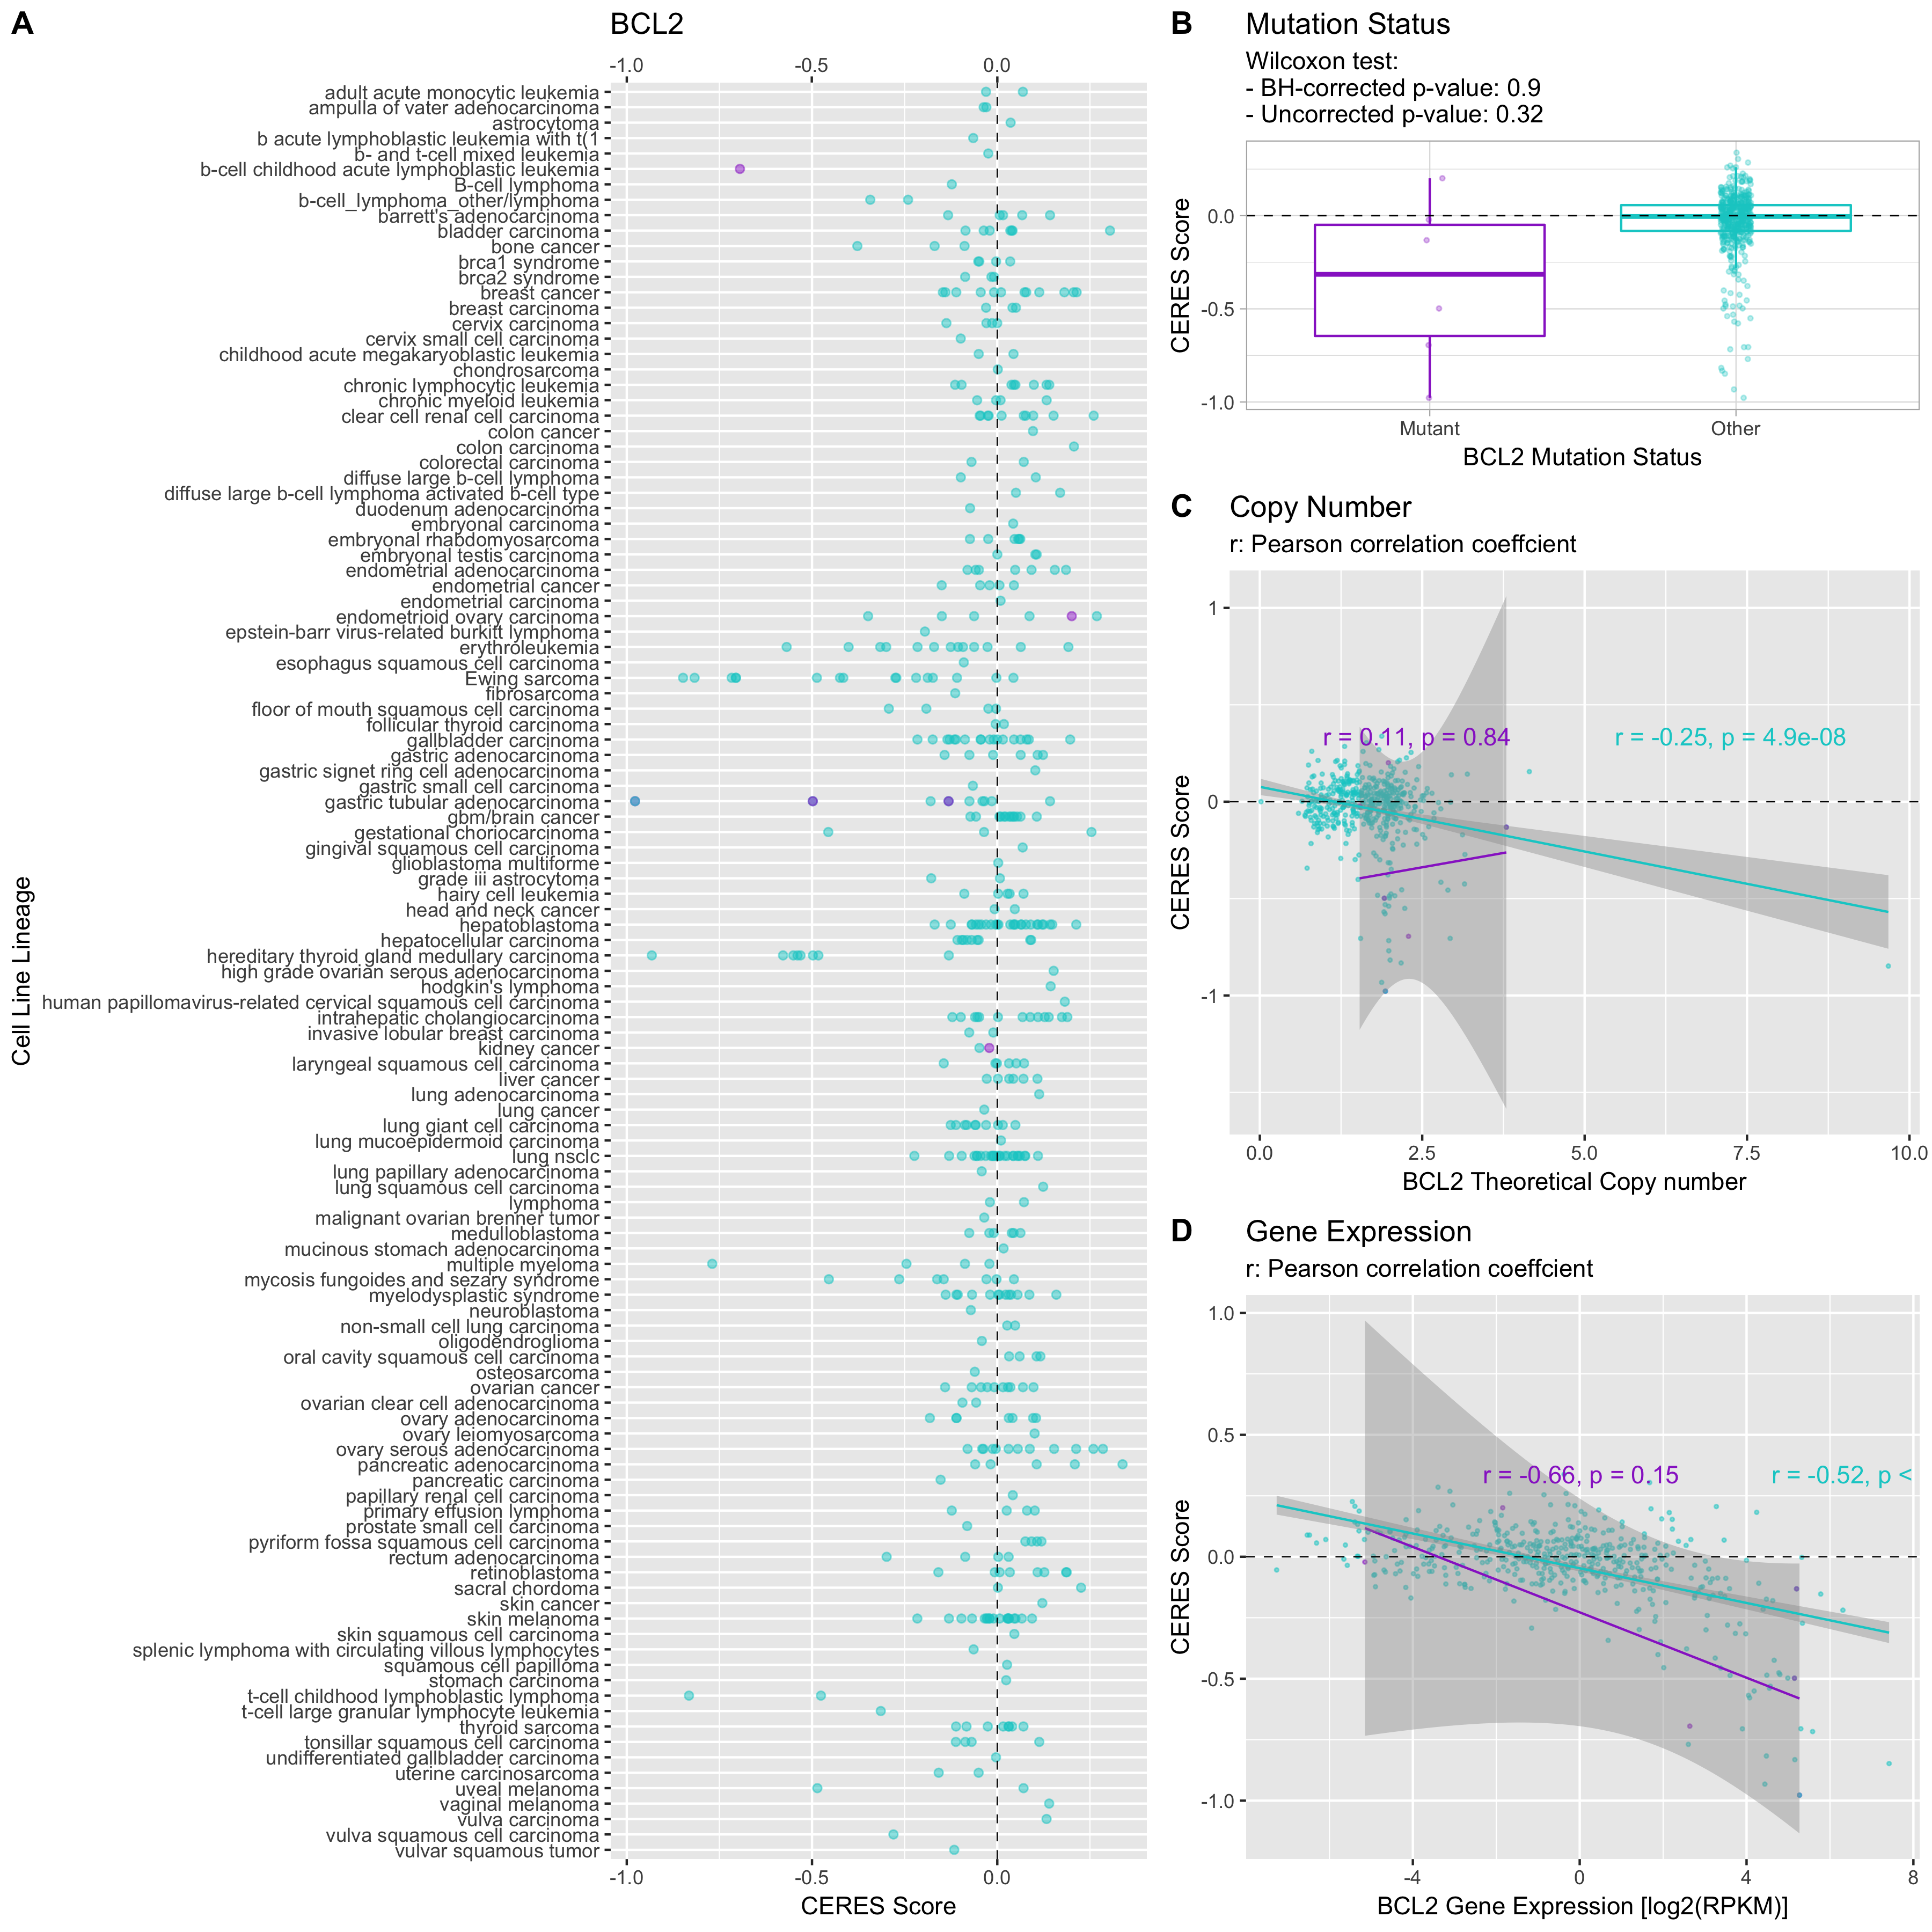 A
BCL2
-1.0
-0.5
0.0
Cell Line Lineage
adult acute monocytic leukemia
ampulla of vater adenocarcinoma
astrocytoma
b acute lymphoblastic leukemia with t(1
b- and t-cell mixed leukemia
b-cell childhood acute lymphoblastic leukemia
B-cell lymphoma
b-cell_lymphoma_other/lymphoma
barrett's adenocarcinoma
bladder carcinoma
bone cancer
brca1 syndrome
brca2 syndrome
breast cancer
breast carcinoma
cervix carcinoma
cervix small cell carcinoma
childhood acute megakaryoblastic leukemia
chondrosarcoma
chronic lymphocytic leukemia
chronic myeloid leukemia
clear cell renal cell carcinoma
colon cancer
colon carcinoma
colorectal carcinoma
diffuse large b-cell lymphoma
diffuse large b-cell lymphoma activated b-cell type
duodenum adenocarcinoma
embryonal carcinoma
embryonal rhabdomyosarcoma
embryonal testis carcinoma
endometrial adenocarcinoma
endometrial cancer
endometrial carcinoma
endometrioid ovary carcinoma
epstein-barr virus-related burkitt lymphoma
erythroleukemia
esophagus squamous cell carcinoma
Ewing sarcoma
fibrosarcoma
floor of mouth squamous cell carcinoma
follicular thyroid carcinoma
gallbladder carcinoma
gastric adenocarcinoma
gastric signet ring cell adenocarcinoma
gastric small cell carcinoma
gastric tubular adenocarcinoma
gbm/brain cancer
gestational choriocarcinoma
gingival squamous cell carcinoma
glioblastoma multiforme
grade iii astrocytoma
hairy cell leukemia
head and neck cancer
hepatoblastoma
hepatocellular carcinoma
hereditary thyroid gland medullary carcinoma
high grade ovarian serous adenocarcinoma
hodgkin's lymphoma
human papillomavirus-related cervical squamous cell carcinoma
intrahepatic cholangiocarcinoma
invasive lobular breast carcinoma
kidney cancer
laryngeal squamous cell carcinoma
liver cancer
lung adenocarcinoma
lung cancer
lung giant cell carcinoma
lung mucoepidermoid carcinoma
lung nsclc
lung papillary adenocarcinoma
lung squamous cell carcinoma
lymphoma
malignant ovarian brenner tumor
medulloblastoma
mucinous stomach adenocarcinoma
multiple myeloma
mycosis fungoides and sezary syndrome
myelodysplastic syndrome
neuroblastoma
non-small cell lung carcinoma
oligodendroglioma
oral cavity squamous cell carcinoma
osteosarcoma
ovarian cancer
ovarian clear cell adenocarcinoma
ovary adenocarcinoma
ovary leiomyosarcoma
ovary serous adenocarcinoma
pancreatic adenocarcinoma
pancreatic carcinoma
papillary renal cell carcinoma
primary effusion lymphoma
prostate small cell carcinoma
pyriform fossa squamous cell carcinoma
rectum adenocarcinoma
retinoblastoma
sacral chordoma
skin cancer
skin melanoma
skin squamous cell carcinoma
splenic lymphoma with circulating villous lymphocytes
squamous cell papilloma
stomach carcinoma
t-cell childhood lymphoblastic lymphoma
t-cell large granular lymphocyte leukemia
thyroid sarcoma
tonsillar squamous cell carcinoma
undifferentiated gallbladder carcinoma
uterine carcinosarcoma
uveal melanoma
vaginal melanoma
vulva carcinoma
vulva squamous cell carcinoma
vulvar squamous tumor
-1.0
-0.5
0.0
CERES Score
B
Mutation Status
Wilcoxon test:
- BH-corrected p-value: 0.9
- Uncorrected p-value: 0.32
CERES Score
0.0
-0.5
-1.0
Mutant
Other
BCL2 Mutation Status
C
Copy Number
r: Pearson correlation coeffcient
CERES Score
1
0
-1
r = 0.11, p = 0.84
r = -0.25, p = 4.9e-08
0.0
2.5
5.0
7.5
10.0
BCL2 Theoretical Copy number
D
Gene Expression
r: Pearson correlation coeffcient
CERES Score
1.0
0.5
0.0
-0.5
-1.0
r = -0.66, p = 0.15
r = -0.52, p <
-4
0
4
8
BCL2 Gene Expression [log2(RPKM)]